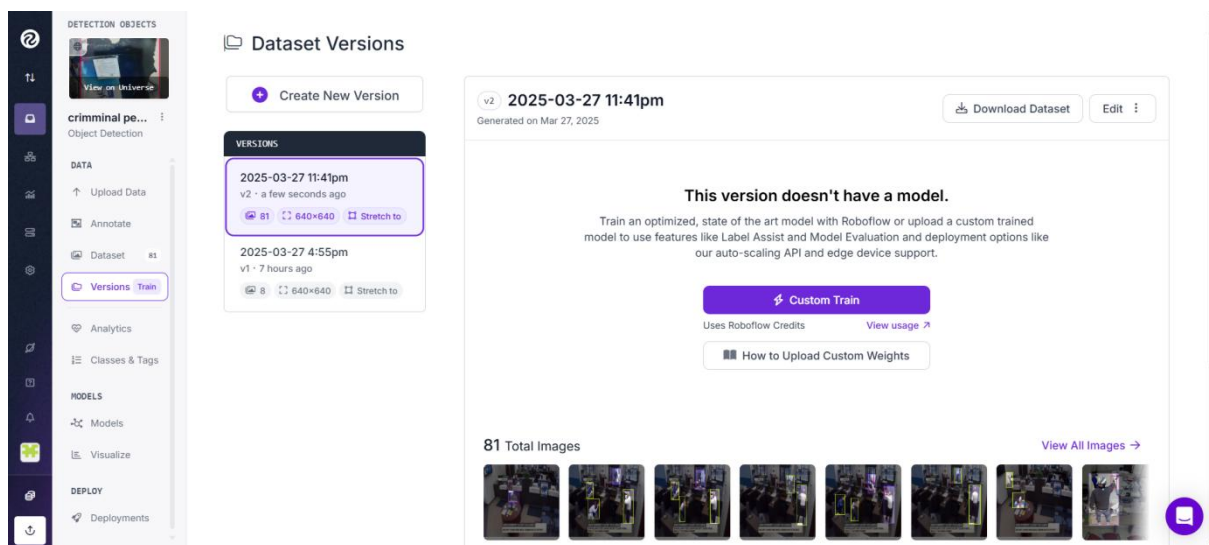 DETECTION OBJECTS
View on Universe
crimminal pe...
Object Detection
DATA
Upload Data
Annotate
Dataset 81
Versions Train
Analytics
Classes & Tags
MODELS
Models
Visualize
DEPLOY
Deployments
Dataset Versions
Create New Version
VERSIONS
2025-03-27 11:41pm
v2 · a few seconds ago
81 640×640 Stretch to
2025-03-27 4:55pm
v1 · 7 hours ago
8 640×640 Stretch to
v2 2025-03-27 11:41pm
Generated on Mar 27, 2025
Download Dataset Edit
This version doesn't have a model.
Train an optimized, state of the art model with Roboflow or upload a custom trained
model to use features like Label Assist and Model Evaluation and deployment options like
our auto-scaling API and edge device support.
Custom Train
Uses Roboflow Credits View usage
How to Upload Custom Weights
81 Total Images
View All Images